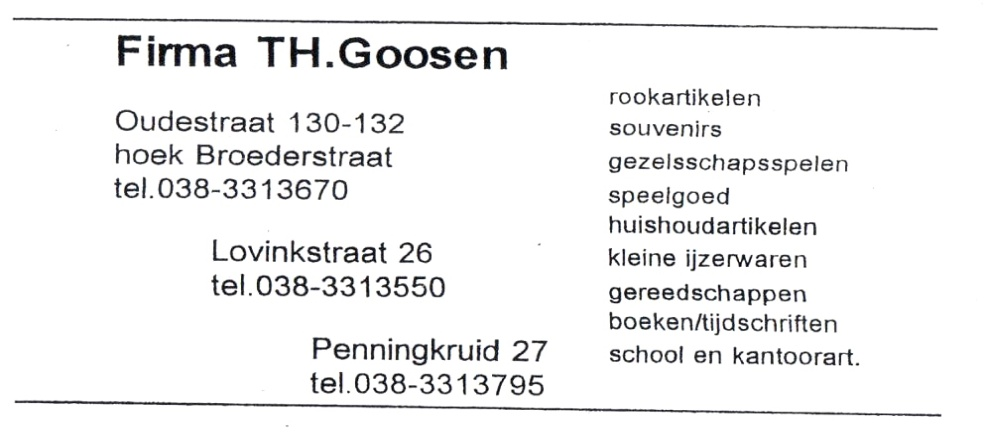 Firma TH.Goosen
Oudestraat 130-132
hoek Broederstraat
tel.038-3313670
Lovinkstraat 26
tel.038-3313550
Penningkruid 27
tel.038-3313795
rookartikelen
souvenirs
gezelsschapsspelen
speelgoed
huishoudartikelen
kleine ijzerwaren
gereedschappen
boeken/tijdschriften
school en kantoorart.